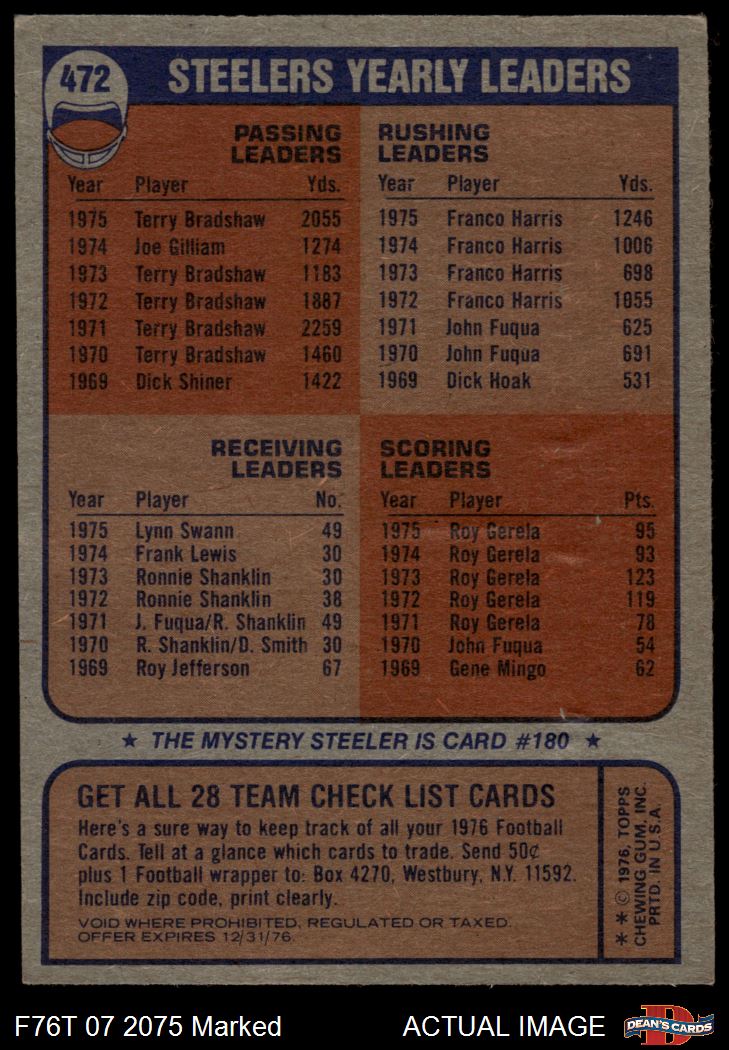 472 STEELERS YEARLY LEADERS
PASSING
LEADERS
Year Player Yds.
1975 Terry Bradshaw 2055
1974 Joe Gilliam 1274
1973 Terry Bradshaw 1183
1972 Terry Bradshaw 1887
1971 Terry Bradshaw 2259
1970 Terry Bradshaw 1460
1969 Dick Shiner 1422
RUSHING
LEADERS
Year Player Yds.
1975 Franco Harris 1246
1974 Franco Harris 1006
1973 Franco Harris 698
1972 Franco Harris 1055
1971 John Fuqua 625
1970 John Fuqua 691
1969 Dick Hoak 531
RECEIVING
LEADERS
Year Player No.
1975 Lynn Swann 49
1974 Frank Lewis 30
1973 Ronnie Shanklin 30
1972 Ronnie Shanklin 38
1971 J. Fuqua/R. Shanklin 49
1970 R. Shanklin/D. Smith 30
1969 Roy Jefferson 67
SCORING
LEADERS
Year Player Pts.
1975 Roy Gerela 95
1974 Roy Gerela 93
1973 Roy Gerela 123
1972 Roy Gerela 119
1971 Roy Gerela 78
1970 John Fuqua 54
1969 Gene Mingo 62
★ THE MYSTERY STEELER IS CARD #180 ★
GET ALL 28 TEAM CHECK LIST CARDS
Here's a sure way to keep track of all your 1976 Football
Cards. Tell at a glance which cards to trade. Send 50¢
plus 1 Football wrapper to: Box 4270, Westbury, N.Y. 11592.
Include zip code, print clearly.
VOID WHERE PROHIBITED, REGULATED OR TAXED.
OFFER EXPIRES 12/31/76.
** © 1976, TOPPS
CHEWING GUM, INC.
PRTD. IN U.S.A.
F76T 07 2075 Marked
ACTUAL IMAGE
D
DEAN'S CARDS